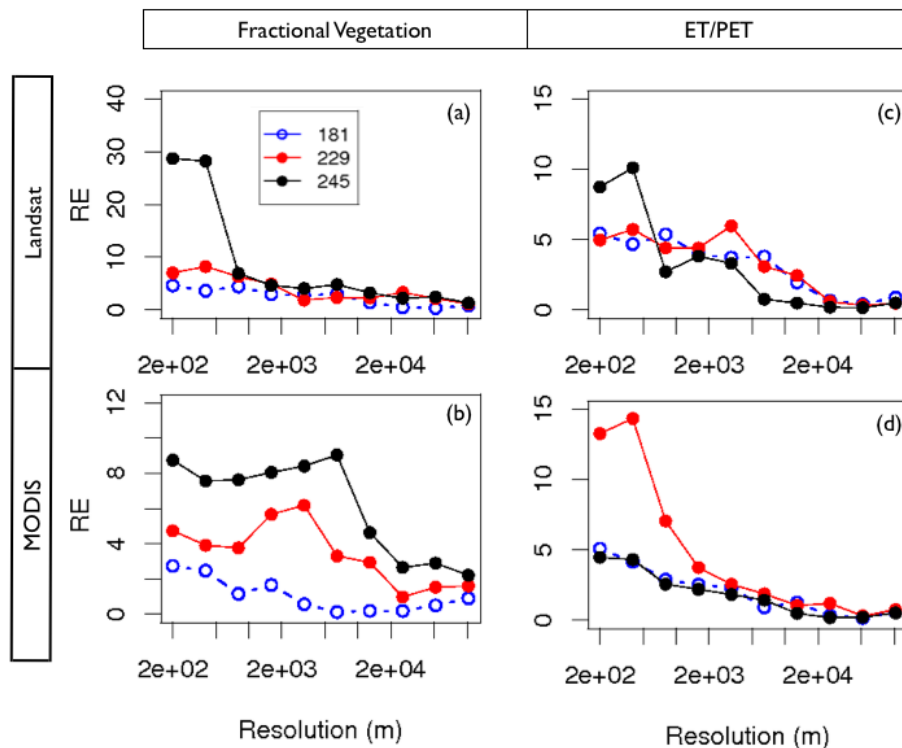 Fractional Vegetation ET/PET
Landsat
MODIS
(a)
RE
0 10 20 30 40
181
229
245
2e+02 2e+03 2e+04
(c)
0 5 10 15
2e+02 2e+03 2e+04
(b)
RE
0 4 8 12
2e+02 2e+03 2e+04
Resolution (m)
(d)
0 5 10 15
2e+02 2e+03 2e+04
Resolution (m)